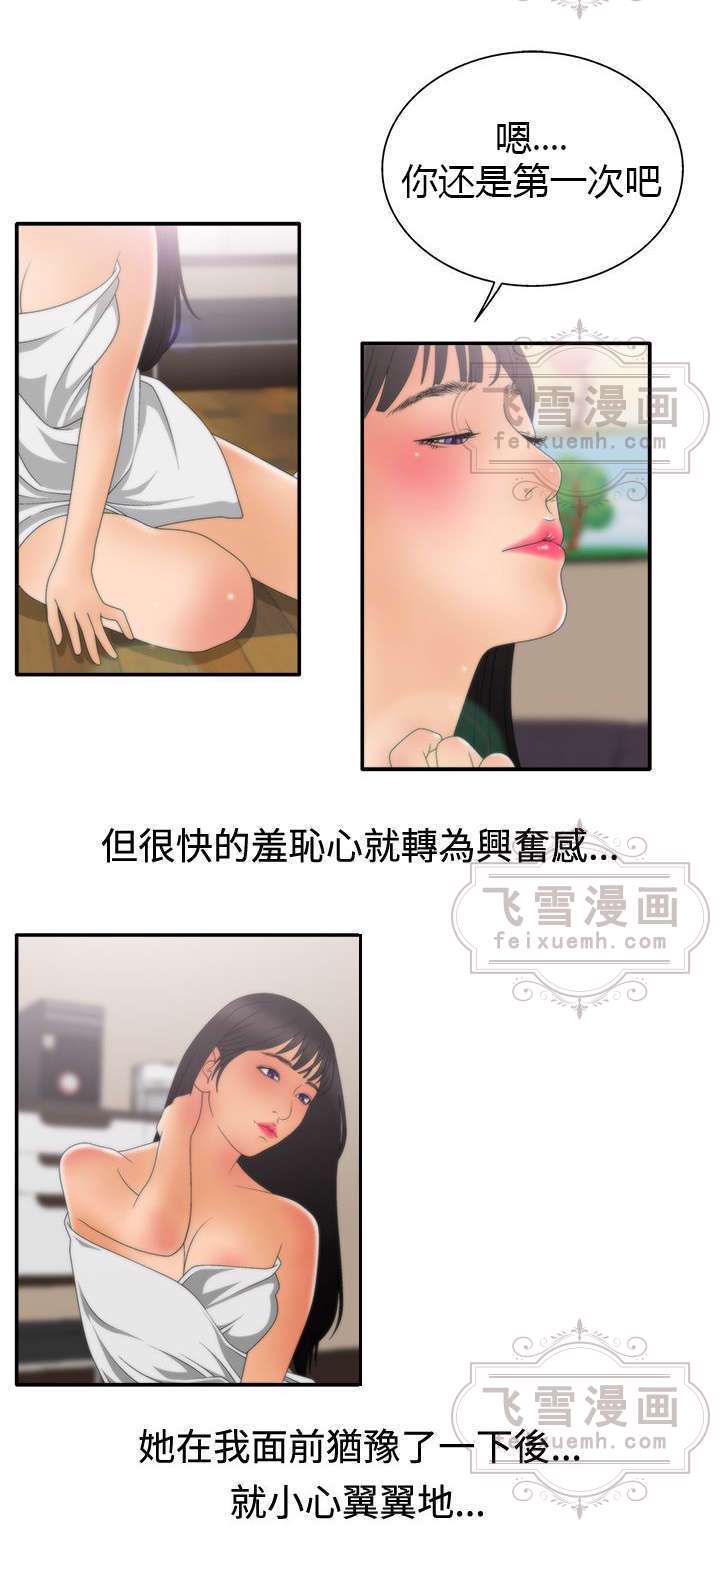 嗯....
你还是第一次吧
飞雪漫画
feixuemh.com
但很快的羞恥心就轉為興奮感...
飞雪漫画
feixuemh.com
飞雪漫画
feixuemh.com
她在我面前猶豫了一下後...
就小心翼翼地...